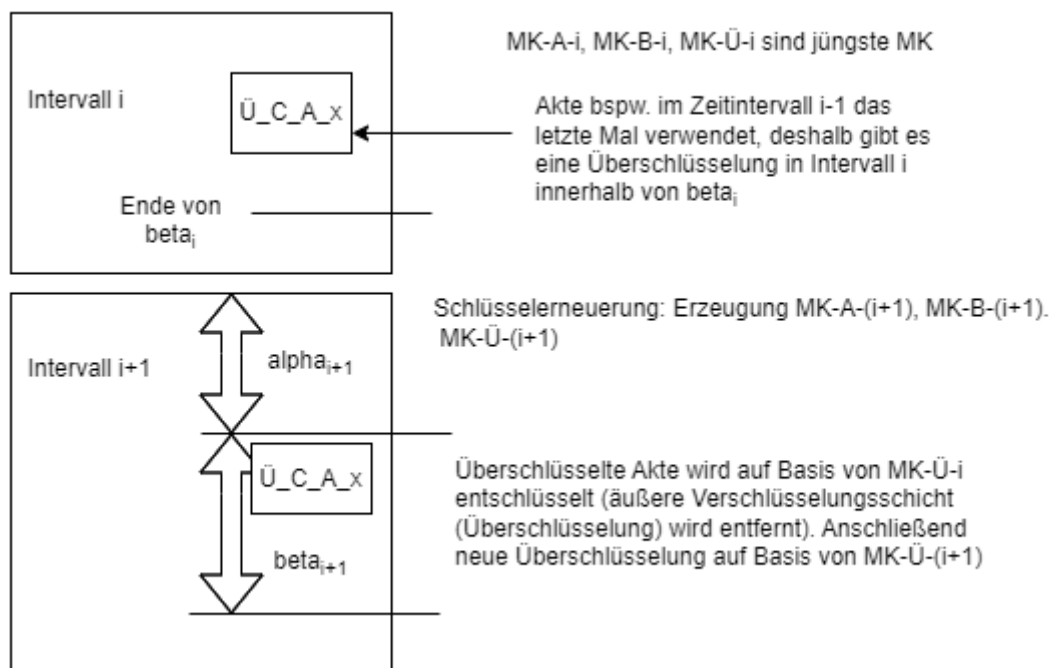 MK-A-i, MK-B-i, MK-Ü-i sind jüngste MK
Intervall i
Ü_C_A_x
Akte bspw. im Zeitintervall i-1 das
letzte Mal verwendet, deshalb gibt es
eine Überschlüsselung in Intervall i
innerhalb von betaᵢ
Ende von
betaᵢ
Schlüsselerneuerung: Erzeugung MK-A-(i+1), MK-B-(i+1).
MK-Ü-(i+1)
Intervall i+1
alphaᵢ₊₁
Ü_C_A_x
Überschlüsselte Akte wird auf Basis von MK-Ü-i
entschlüsselt (äußere Verschlüsselungsschicht
(Überschlüsselung) wird entfernt). Anschließend
neue Überschlüsselung auf Basis von MK-Ü-(i+1)
betaᵢ₊₁